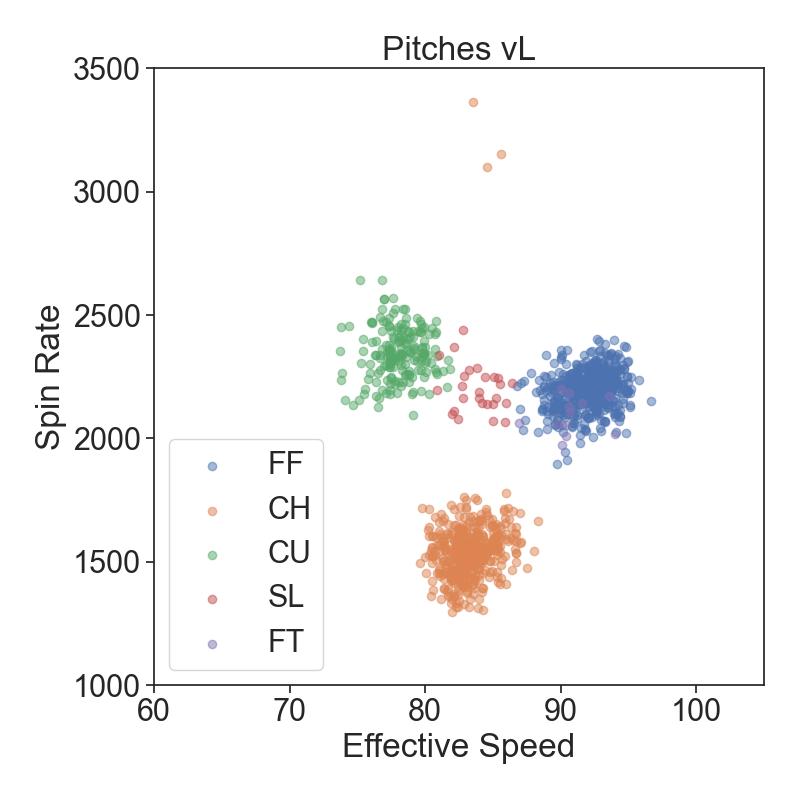 Pitches vL
3500
3000
2500
2000
1500
1000
Spin Rate
FF
CH
CU
SL
FT
60 70 80 90 100
Effective Speed